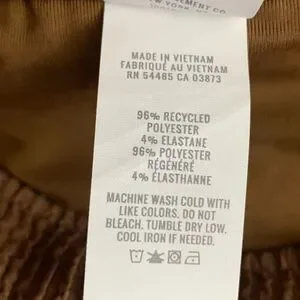 MADE IN VIETNAM
FABRIQUÉ AU VIETNAM
RN 54485 CA 03873
96% RECYCLED
POLYESTER
4% ELASTANE
96% POLYESTER
RÉGÉNÉRÉ
4% ÉLASTHANNE
MACHINE WASH COLD WITH
LIKE COLORS, DO NOT
BLEACH, TUMBLE DRY LOW,
COOL IRON IF NEEDED.